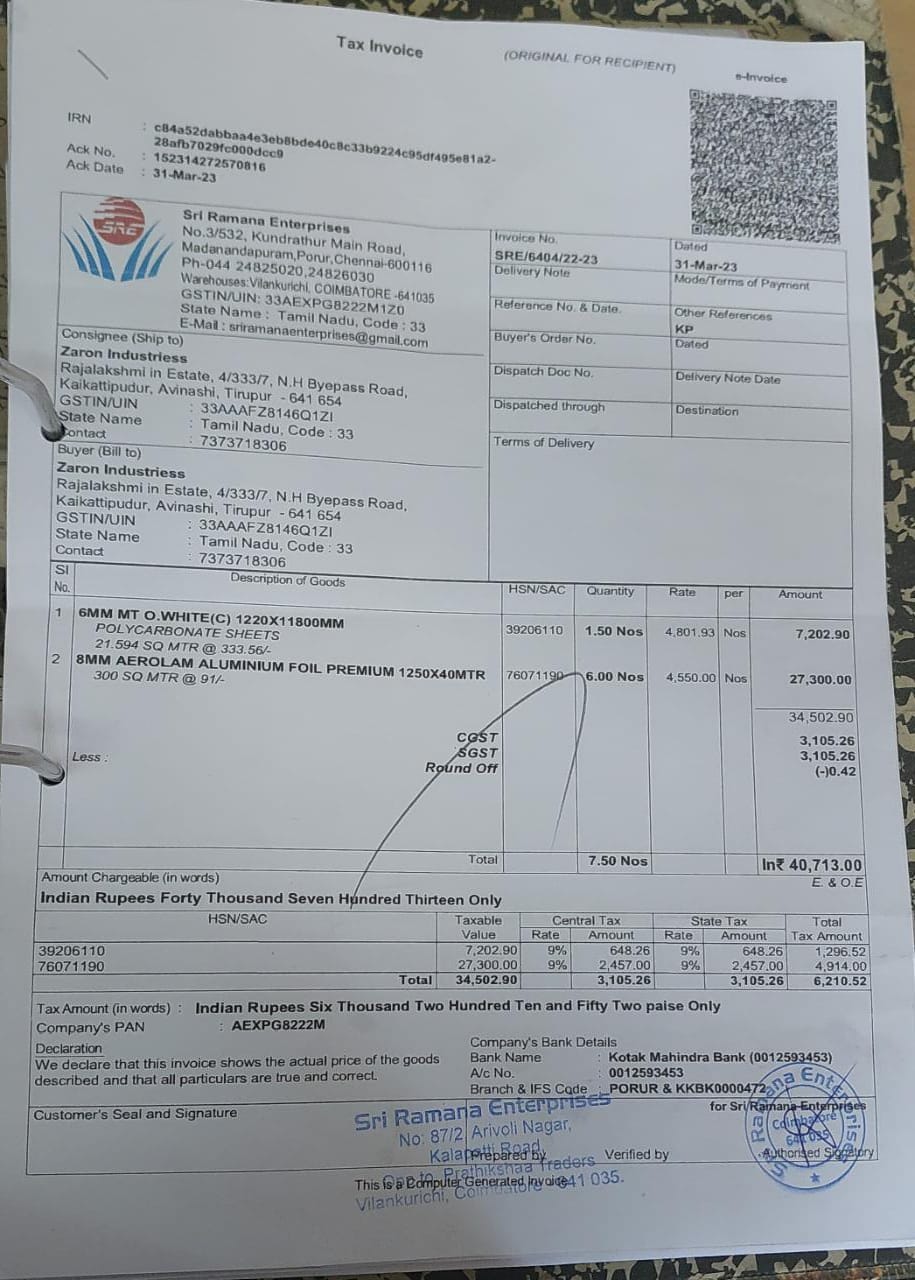 Tax Invoice
(ORIGINAL FOR RECIPIENT)
e-Invoice
IRN : c84a52dabbaa4e3eb8bde40c8c33b9224c95df495e81a2-
28afb7029fc000dcc9
Ack No. : 152314272570816
Ack Date : 31-Mar-23
SRE
Sri Ramana Enterprises
No.3/532, Kundrathur Main Road,
Madanandapuram,Porur,Chennai-600116
Ph-044 24825020,24826030
Warehouses:Vilankurichi, COIMBATORE -641035
GSTIN/UIN: 33AEXPG8222M1Z0
State Name : Tamil Nadu, Code : 33
E-Mail : sriramanaenterprises@gmail.com
Invoice No.
SRE/6404/22-23
Dated
31-Mar-23
Delivery Note
Mode/Terms of Payment
Reference No. & Date.
Other References
KP
Buyer's Order No.
Dated
Dispatch Doc No.
Delivery Note Date
Dispatched through
Destination
Terms of Delivery
Consignee (Ship to)
Zaron Industriess
Rajalakshmi in Estate, 4/333/7, N.H Byepass Road,
Kaikattipudur, Avinashi, Tirupur - 641 654
GSTIN/UIN : 33AAAFZ8146Q1ZI
State Name : Tamil Nadu, Code : 33
Contact : 7373718306
Buyer (Bill to)
Zaron Industriess
Rajalakshmi in Estate, 4/333/7, N.H Byepass Road,
Kaikattipudur, Avinashi, Tirupur - 641 654
GSTIN/UIN : 33AAAFZ8146Q1ZI
State Name : Tamil Nadu, Code : 33
Contact : 7373718306
Sl No. Description of Goods HSN/SAC Quantity Rate per Amount
1 6MM MT O.WHITE(C) 1220X11800MM 39206110 1.50 Nos 4,801.93 Nos 7,202.90
POLYCARBONATE SHEETS
21.594 SQ MTR @ 333.56/-
2 8MM AEROLAM ALUMINIUM FOIL PREMIUM 1250X40MTR 76071190 6.00 Nos 4,550.00 Nos 27,300.00
300 SQ MTR @ 91/-
34,502.90
CGST 3,105.26
SGST 3,105.26
Less : Round Off (-)0.42
Total 7.50 Nos In₹ 40,713.00
Amount Chargeable (in words) E. & O.E
Indian Rupees Forty Thousand Seven Hundred Thirteen Only
HSN/SAC Taxable Value Central Tax State Tax Total Tax Amount
Rate Amount Rate Amount
39206110 7,202.90 9% 648.26 9% 648.26 1,296.52
76071190 27,300.00 9% 2,457.00 9% 2,457.00 4,914.00
Total 34,502.90 3,105.26 3,105.26 6,210.52
Tax Amount (in words) : Indian Rupees Six Thousand Two Hundred Ten and Fifty Two paise Only
Company's PAN : AEXPG8222M
Declaration
We declare that this invoice shows the actual price of the goods
described and that all particulars are true and correct.
Company's Bank Details
Bank Name : Kotak Mahindra Bank (0012593453)
A/c No. : 0012593453
Branch & IFS Code : PORUR & KKBK0000472
Customer's Seal and Signature
for Sri Ramana Enterprises
Prepared by Verified by Authorised Signatory
This is a Computer Generated Invoice
Sri Ramana Enterprises
No: 87/2, Arivoli Nagar,
Kalapatti Road,
Opp to Prathikshaa Traders
Vilankurichi, Coimbatore - 641 035.
Sri Ramana Enterprises
Coimbatore
641 035